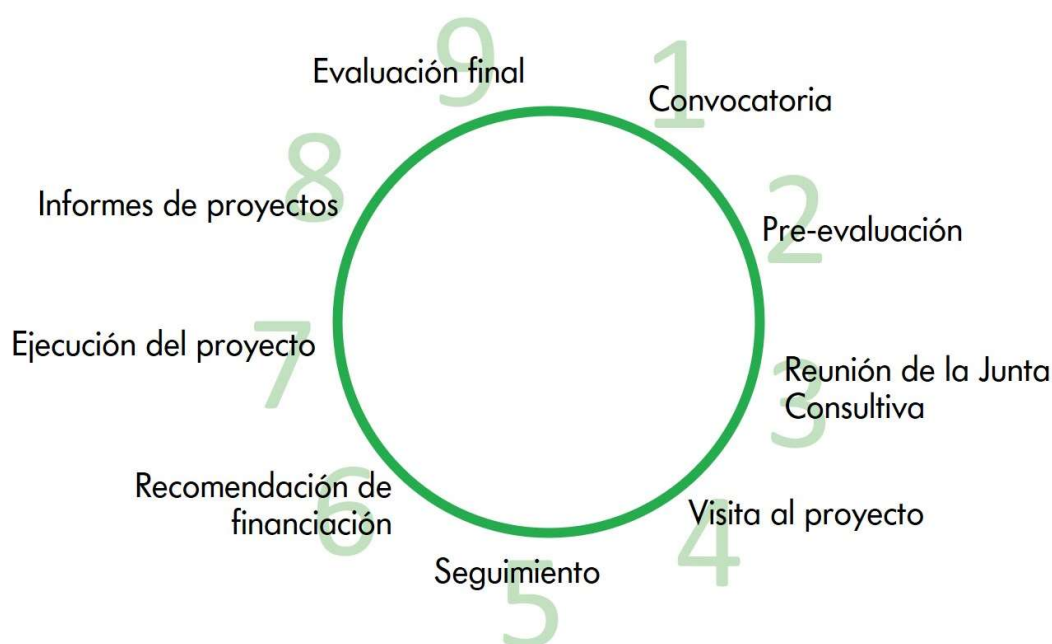 1
Convocatoria
2
Pre-evaluación
3
Reunión de la Junta
Consultiva
4
Visita al proyecto
5
Seguimiento
6
Recomendación de
financiación
7
Ejecución del proyecto
8
Informes de proyectos
9
Evaluación final